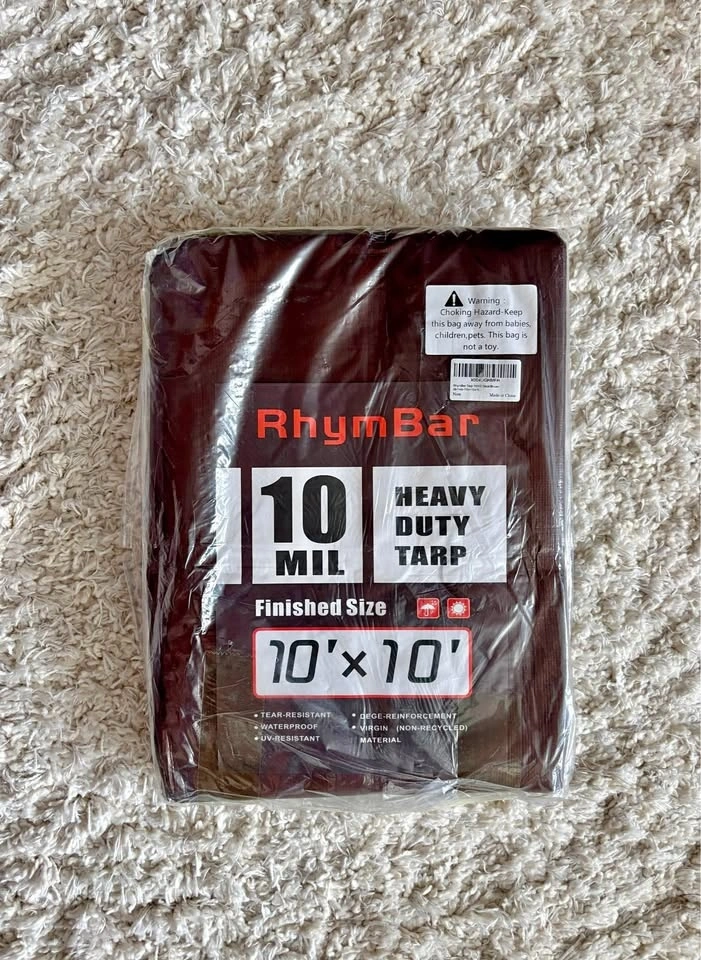 Warning :
Choking Hazard-Keep
this bag away from babies,
children,pets. This bag is
not a toy.
New Made in China
RhymBar
10
MIL
HEAVY
DUTY
TARP
Finished Size
10'×10'
• TEAR-RESISTANT
• WATERPROOF
• UV-RESISTANT
• DEGE-REINFORCEMENT
• VIRGIN (NON-RECYCLED)
MATERIAL